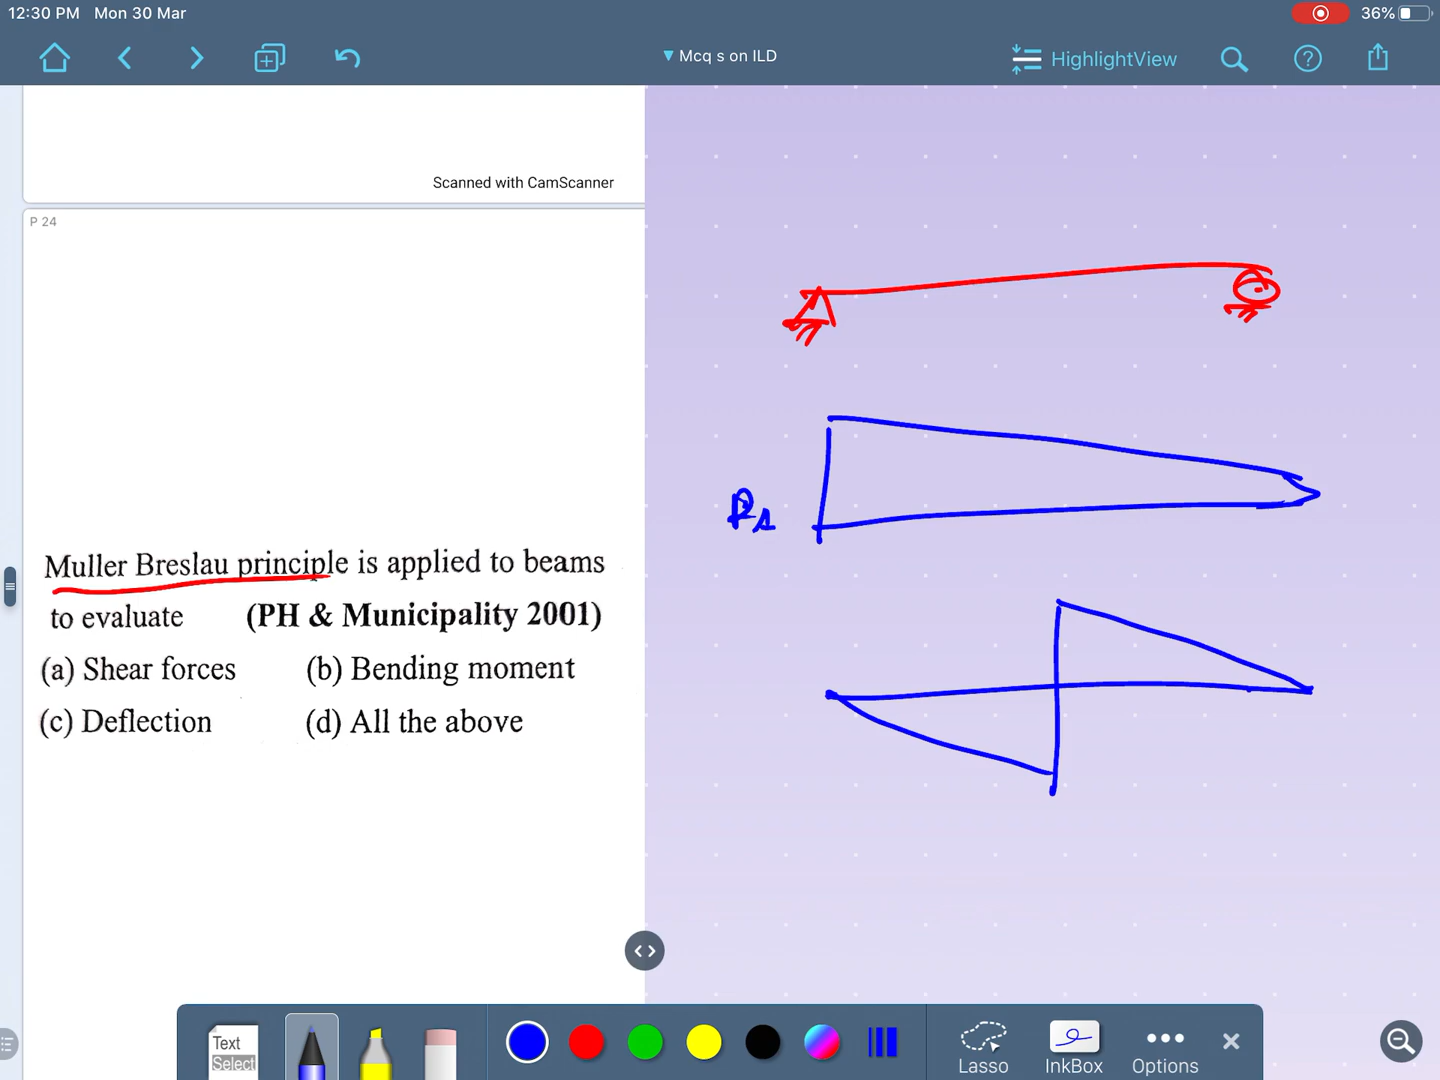 12:30 PM Mon 30 Mar
36%
▼ Mcq s on ILD
HighlightView
Scanned with CamScanner
P 24
Muller Breslau principle is applied to beams
to evaluate (PH & Municipality 2001)
(a) Shear forces (b) Bending moment
(c) Deflection (d) All the above
Text
Select
Lasso
InkBox
Options